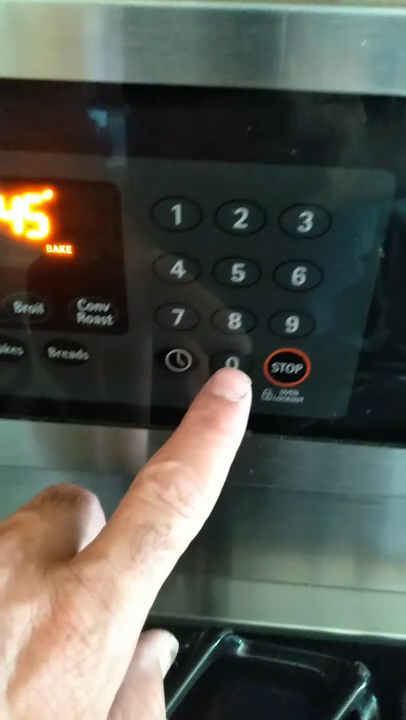 1 2 3
45°
BAKE
4 5 6
Broil Conv Roast
7 8 9
Breads
0 STOP
OVEN LOCKOUT